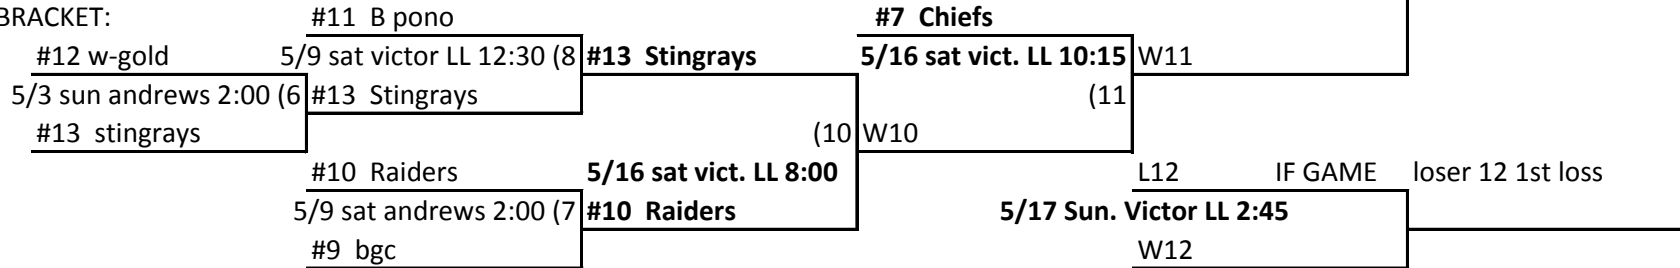 BRACKET: #11 B pono #7 Chiefs
#12 w-gold 5/9 sat victor LL 12:30 (8 #13 Stingrays 5/16 sat vict. LL 10:15 W11
5/3 sun andrews 2:00 (6 #13 Stingrays (11
#13 stingrays (10 W10
#10 Raiders 5/16 sat vict. LL 8:00 L12 IF GAME loser 12 1st loss
5/9 sat andrews 2:00 (7 #10 Raiders 5/17 Sun. Victor LL 2:45
#9 bgc W12